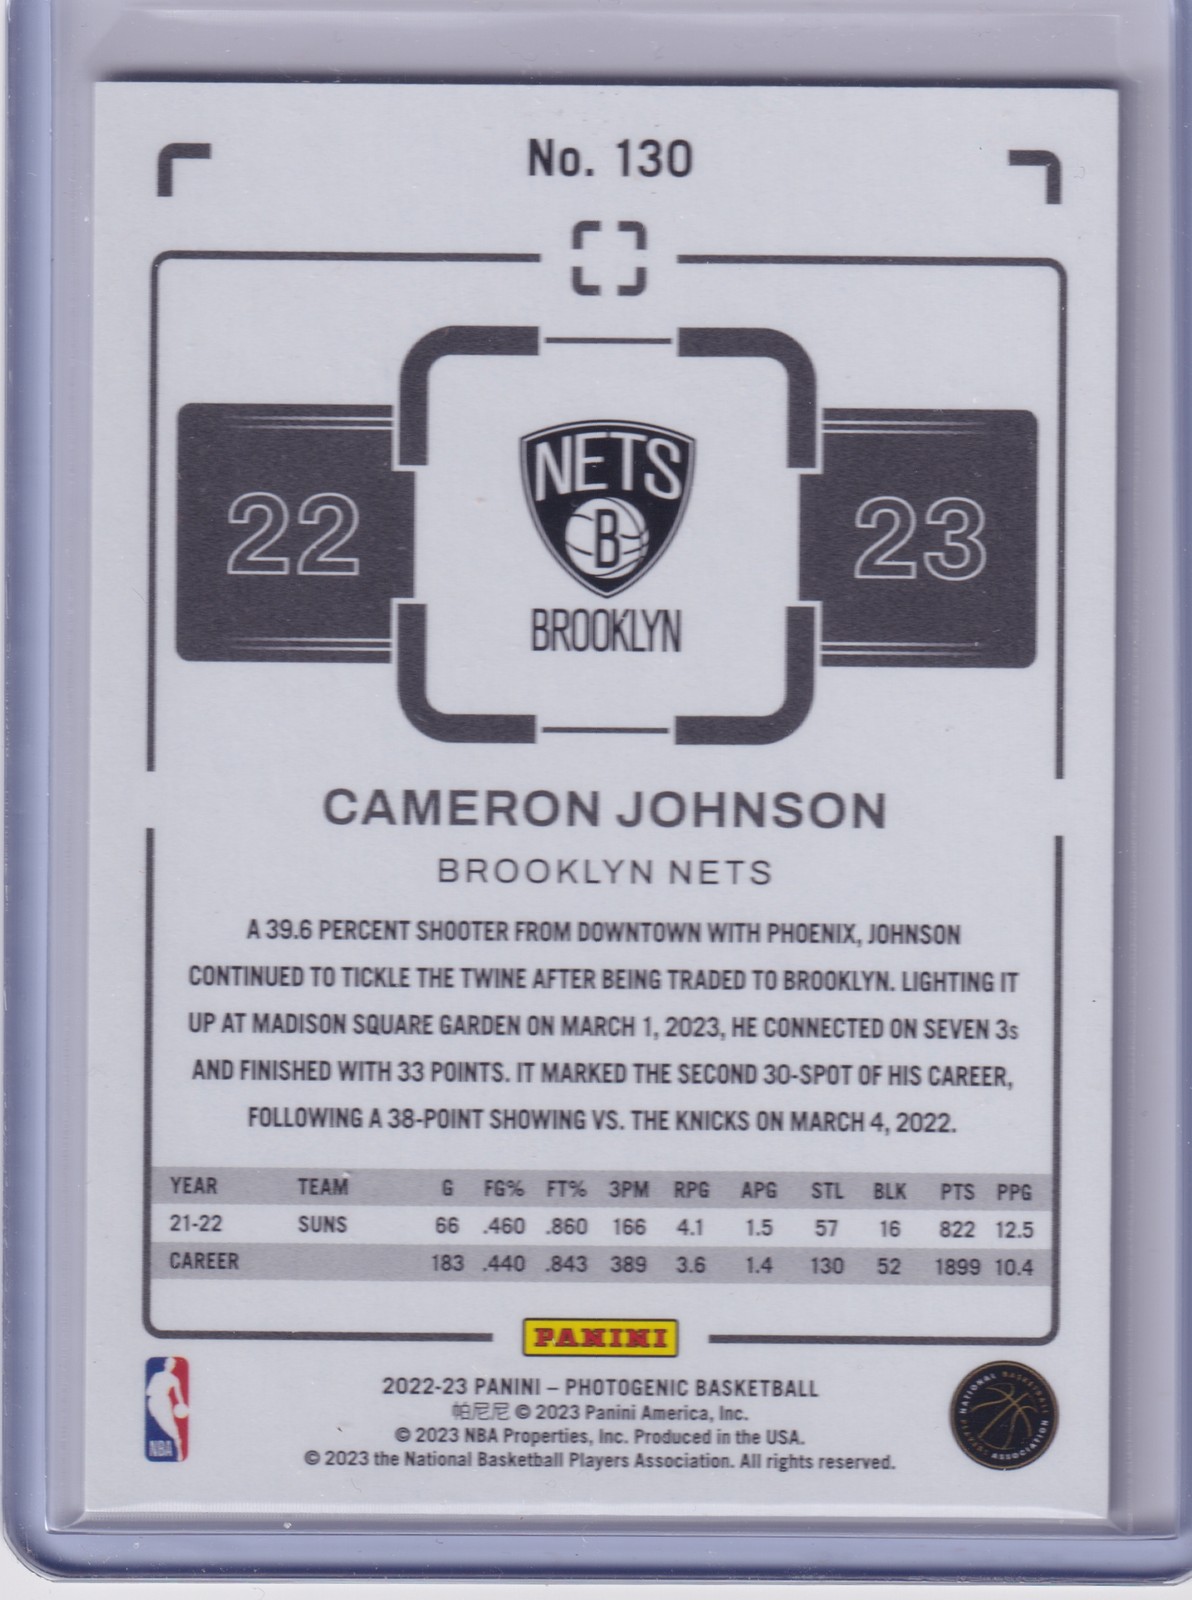 No. 130
22
NETS
B
BROOKLYN
23
CAMERON JOHNSON
BROOKLYN NETS
A 39.6 PERCENT SHOOTER FROM DOWNTOWN WITH PHOENIX, JOHNSON
CONTINUED TO TICKLE THE TWINE AFTER BEING TRADED TO BROOKLYN. LIGHTING IT
UP AT MADISON SQUARE GARDEN ON MARCH 1, 2023, HE CONNECTED ON SEVEN 3s
AND FINISHED WITH 33 POINTS. IT MARKED THE SECOND 30-SPOT OF HIS CAREER,
FOLLOWING A 38-POINT SHOWING VS. THE KNICKS ON MARCH 4, 2022.
YEAR TEAM G FG% FT% 3PM RPG APG STL BLK PTS PPG
21-22 SUNS 66 .460 .860 166 4.1 1.5 57 16 822 12.5
CAREER 183 .440 .843 389 3.6 1.4 130 52 1899 10.4
PANINI
2022-23 PANINI – PHOTOGENIC BASKETBALL
帕尼尼 © 2023 Panini America, Inc.
© 2023 NBA Properties, Inc. Produced in the USA.
© 2023 the National Basketball Players Association. All rights reserved.
NBA
NATIONAL BASKETBALL
PLAYERS ASSOCIATION